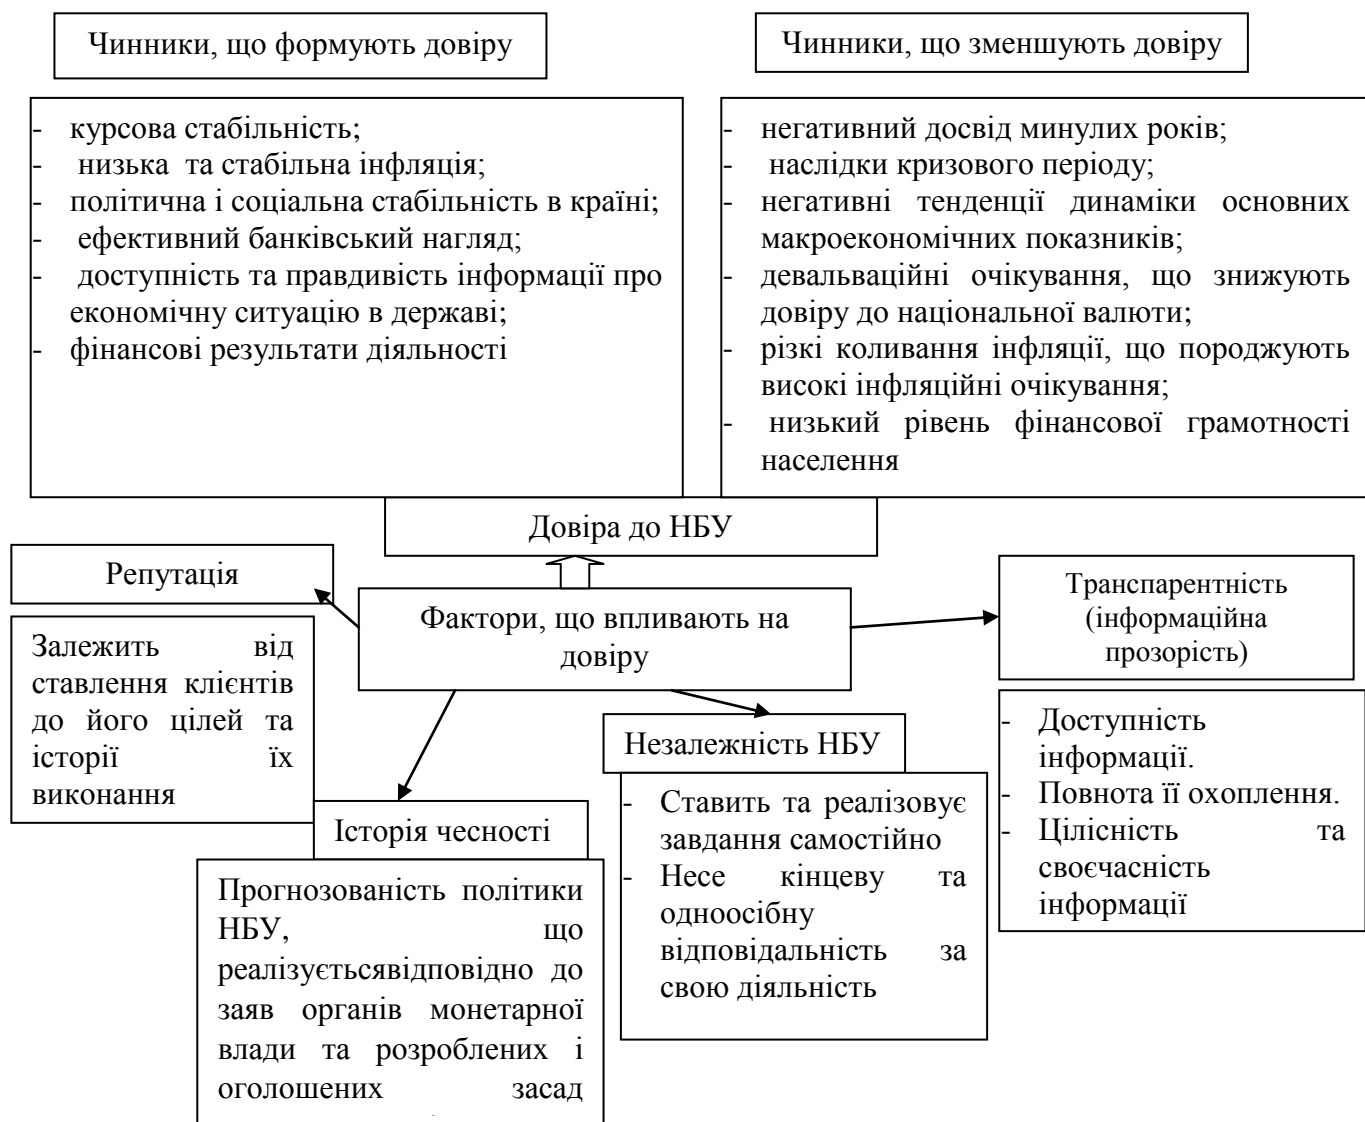 Чинники, що формують довіру
Чинники, що зменшують довіру
- курсова стабільність;
- низька та стабільна інфляція;
- політична і соціальна стабільність в країні;
- ефективний банківський нагляд;
- доступність та правдивість інформації про
економічну ситуацію в державі;
- фінансові результати діяльності
- негативний досвід минулих років;
- наслідки кризового періоду;
- негативні тенденції динаміки основних
макроекономічних показників;
- девальваційні очікування, що знижують
довіру до національної валюти;
- різкі коливання інфляції, що породжують
високі інфляційні очікування;
- низький рівень фінансової грамотності
населення
Довіра до НБУ
Репутація
Залежить від
ставлення клієнтів
до його цілей та
історії їх
виконання
Фактори, що впливають на
довіру
Транспарентність
(інформаційна
прозорість)
- Доступність
інформації.
- Повнота її охоплення.
- Цілісність та
своєчасність
інформації
Незалежність НБУ
- Ставить та реалізовує
завдання самостійно
- Несе кінцеву та
одноосібну
відповідальність за
свою діяльність
Історія чесності
Прогнозованість політики
НБУ, що
реалізуєтьсявідповідно до
заяв органів монетарної
влади та розроблених і
оголошених засад